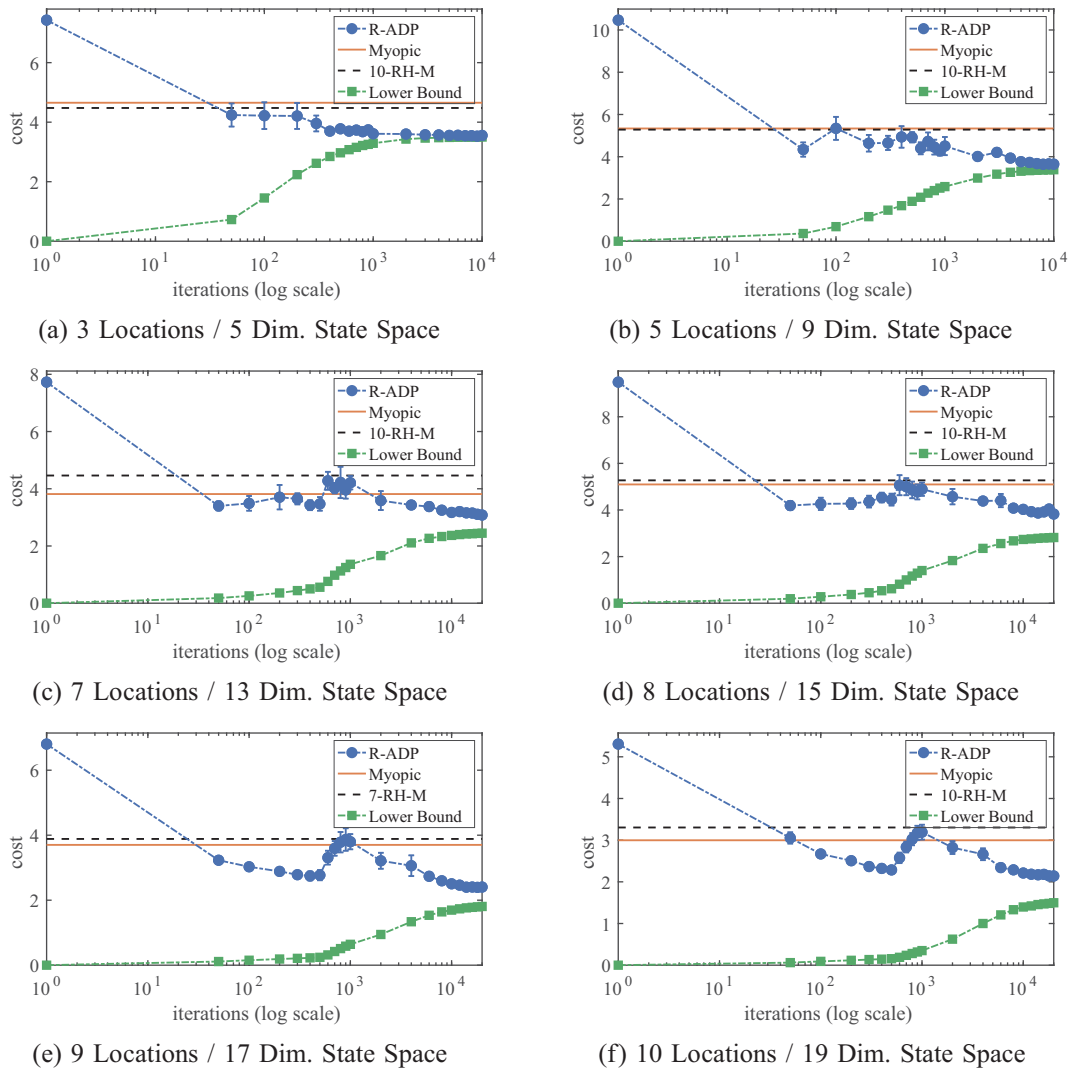 R-ADP
Myopic
10-RH-M
Lower Bound
cost
6
4
2
0
10^0
10^1
10^2
10^3
10^4
iterations (log scale)
(a) 3 Locations / 5 Dim. State Space
R-ADP
Myopic
10-RH-M
Lower Bound
cost
10
8
6
4
2
0
10^0
10^1
10^2
10^3
10^4
iterations (log scale)
(b) 5 Locations / 9 Dim. State Space
R-ADP
Myopic
10-RH-M
Lower Bound
cost
8
6
4
2
0
10^0
10^1
10^2
10^3
10^4
iterations (log scale)
(c) 7 Locations / 13 Dim. State Space
R-ADP
Myopic
10-RH-M
Lower Bound
cost
8
6
4
2
0
10^0
10^1
10^2
10^3
10^4
iterations (log scale)
(d) 8 Locations / 15 Dim. State Space
R-ADP
Myopic
7-RH-M
Lower Bound
cost
6
4
2
0
10^0
10^1
10^2
10^3
10^4
iterations (log scale)
(e) 9 Locations / 17 Dim. State Space
R-ADP
Myopic
10-RH-M
Lower Bound
cost
5
4
3
2
1
0
10^0
10^1
10^2
10^3
10^4
iterations (log scale)
(f) 10 Locations / 19 Dim. State Space